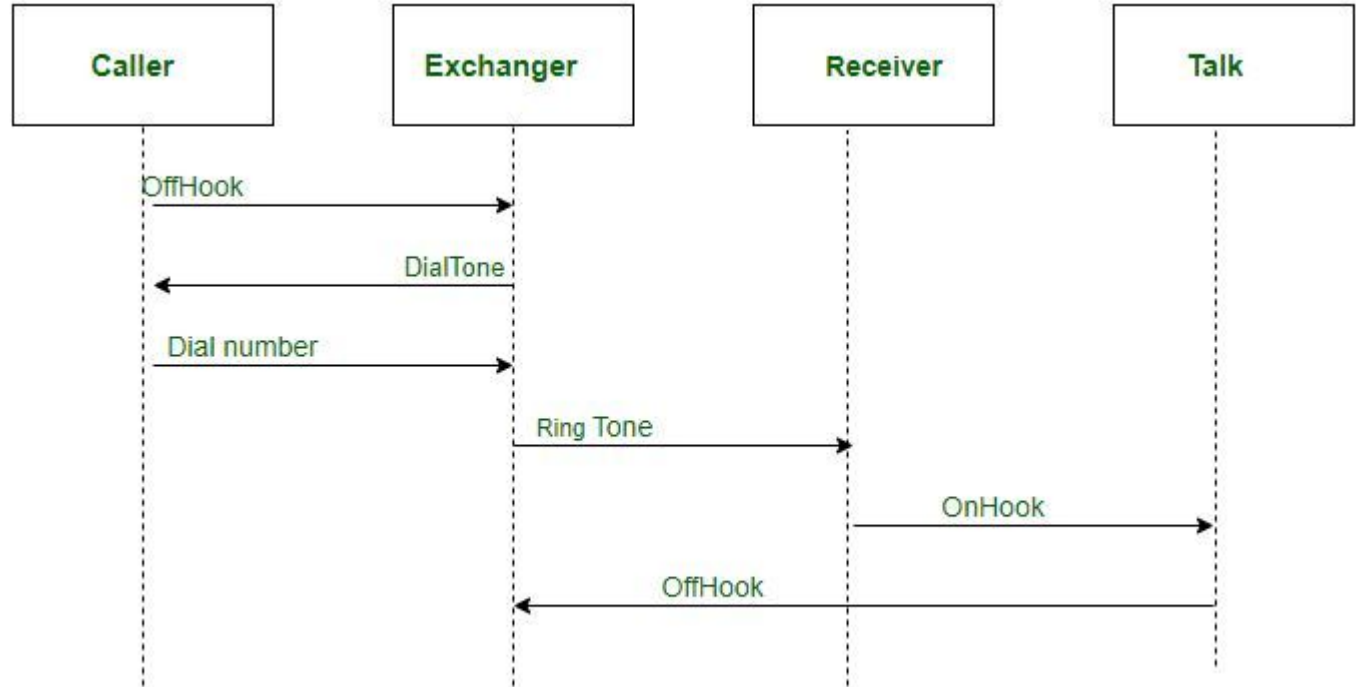 Caller
Exchanger
Receiver
Talk
OffHook
DialTone
Dial number
Ring Tone
OnHook
OffHook